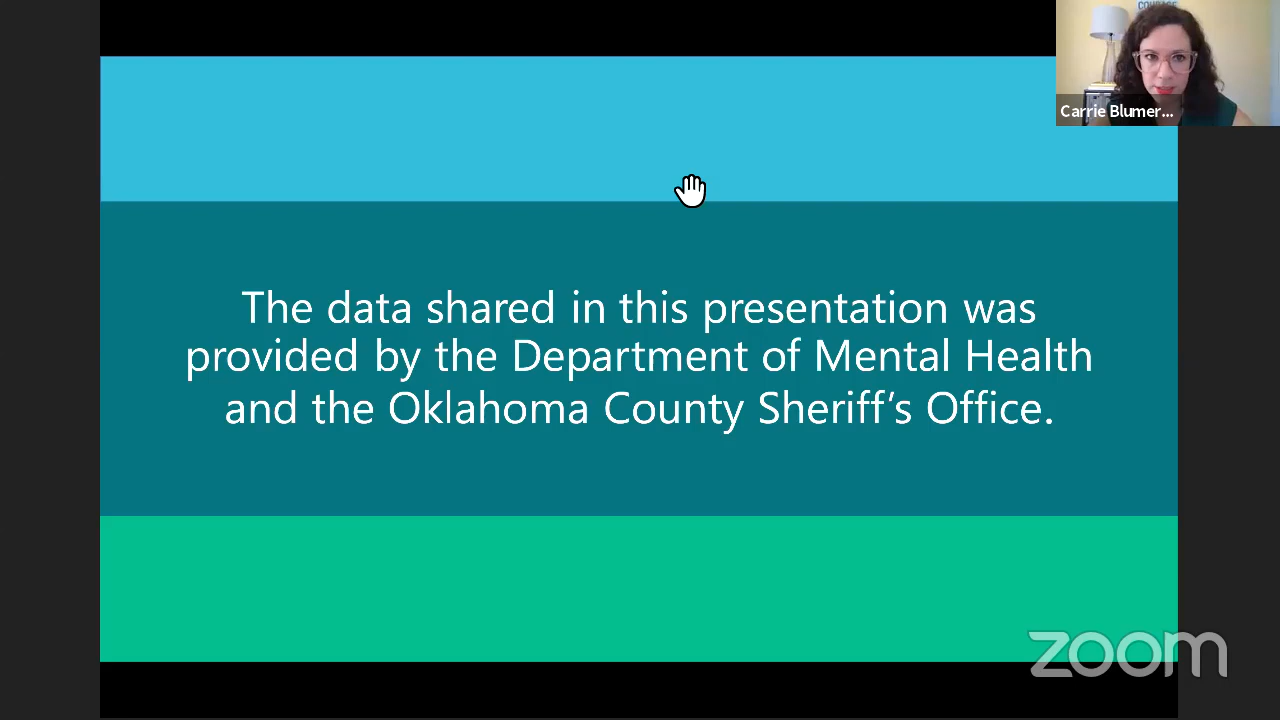 Carrie Blumer...
The data shared in this presentation was
provided by the Department of Mental Health
and the Oklahoma County Sheriff’s Office.
zoom